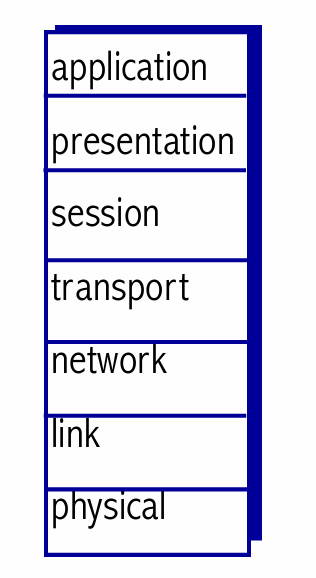 application
presentation
session
transport
network
link
physical